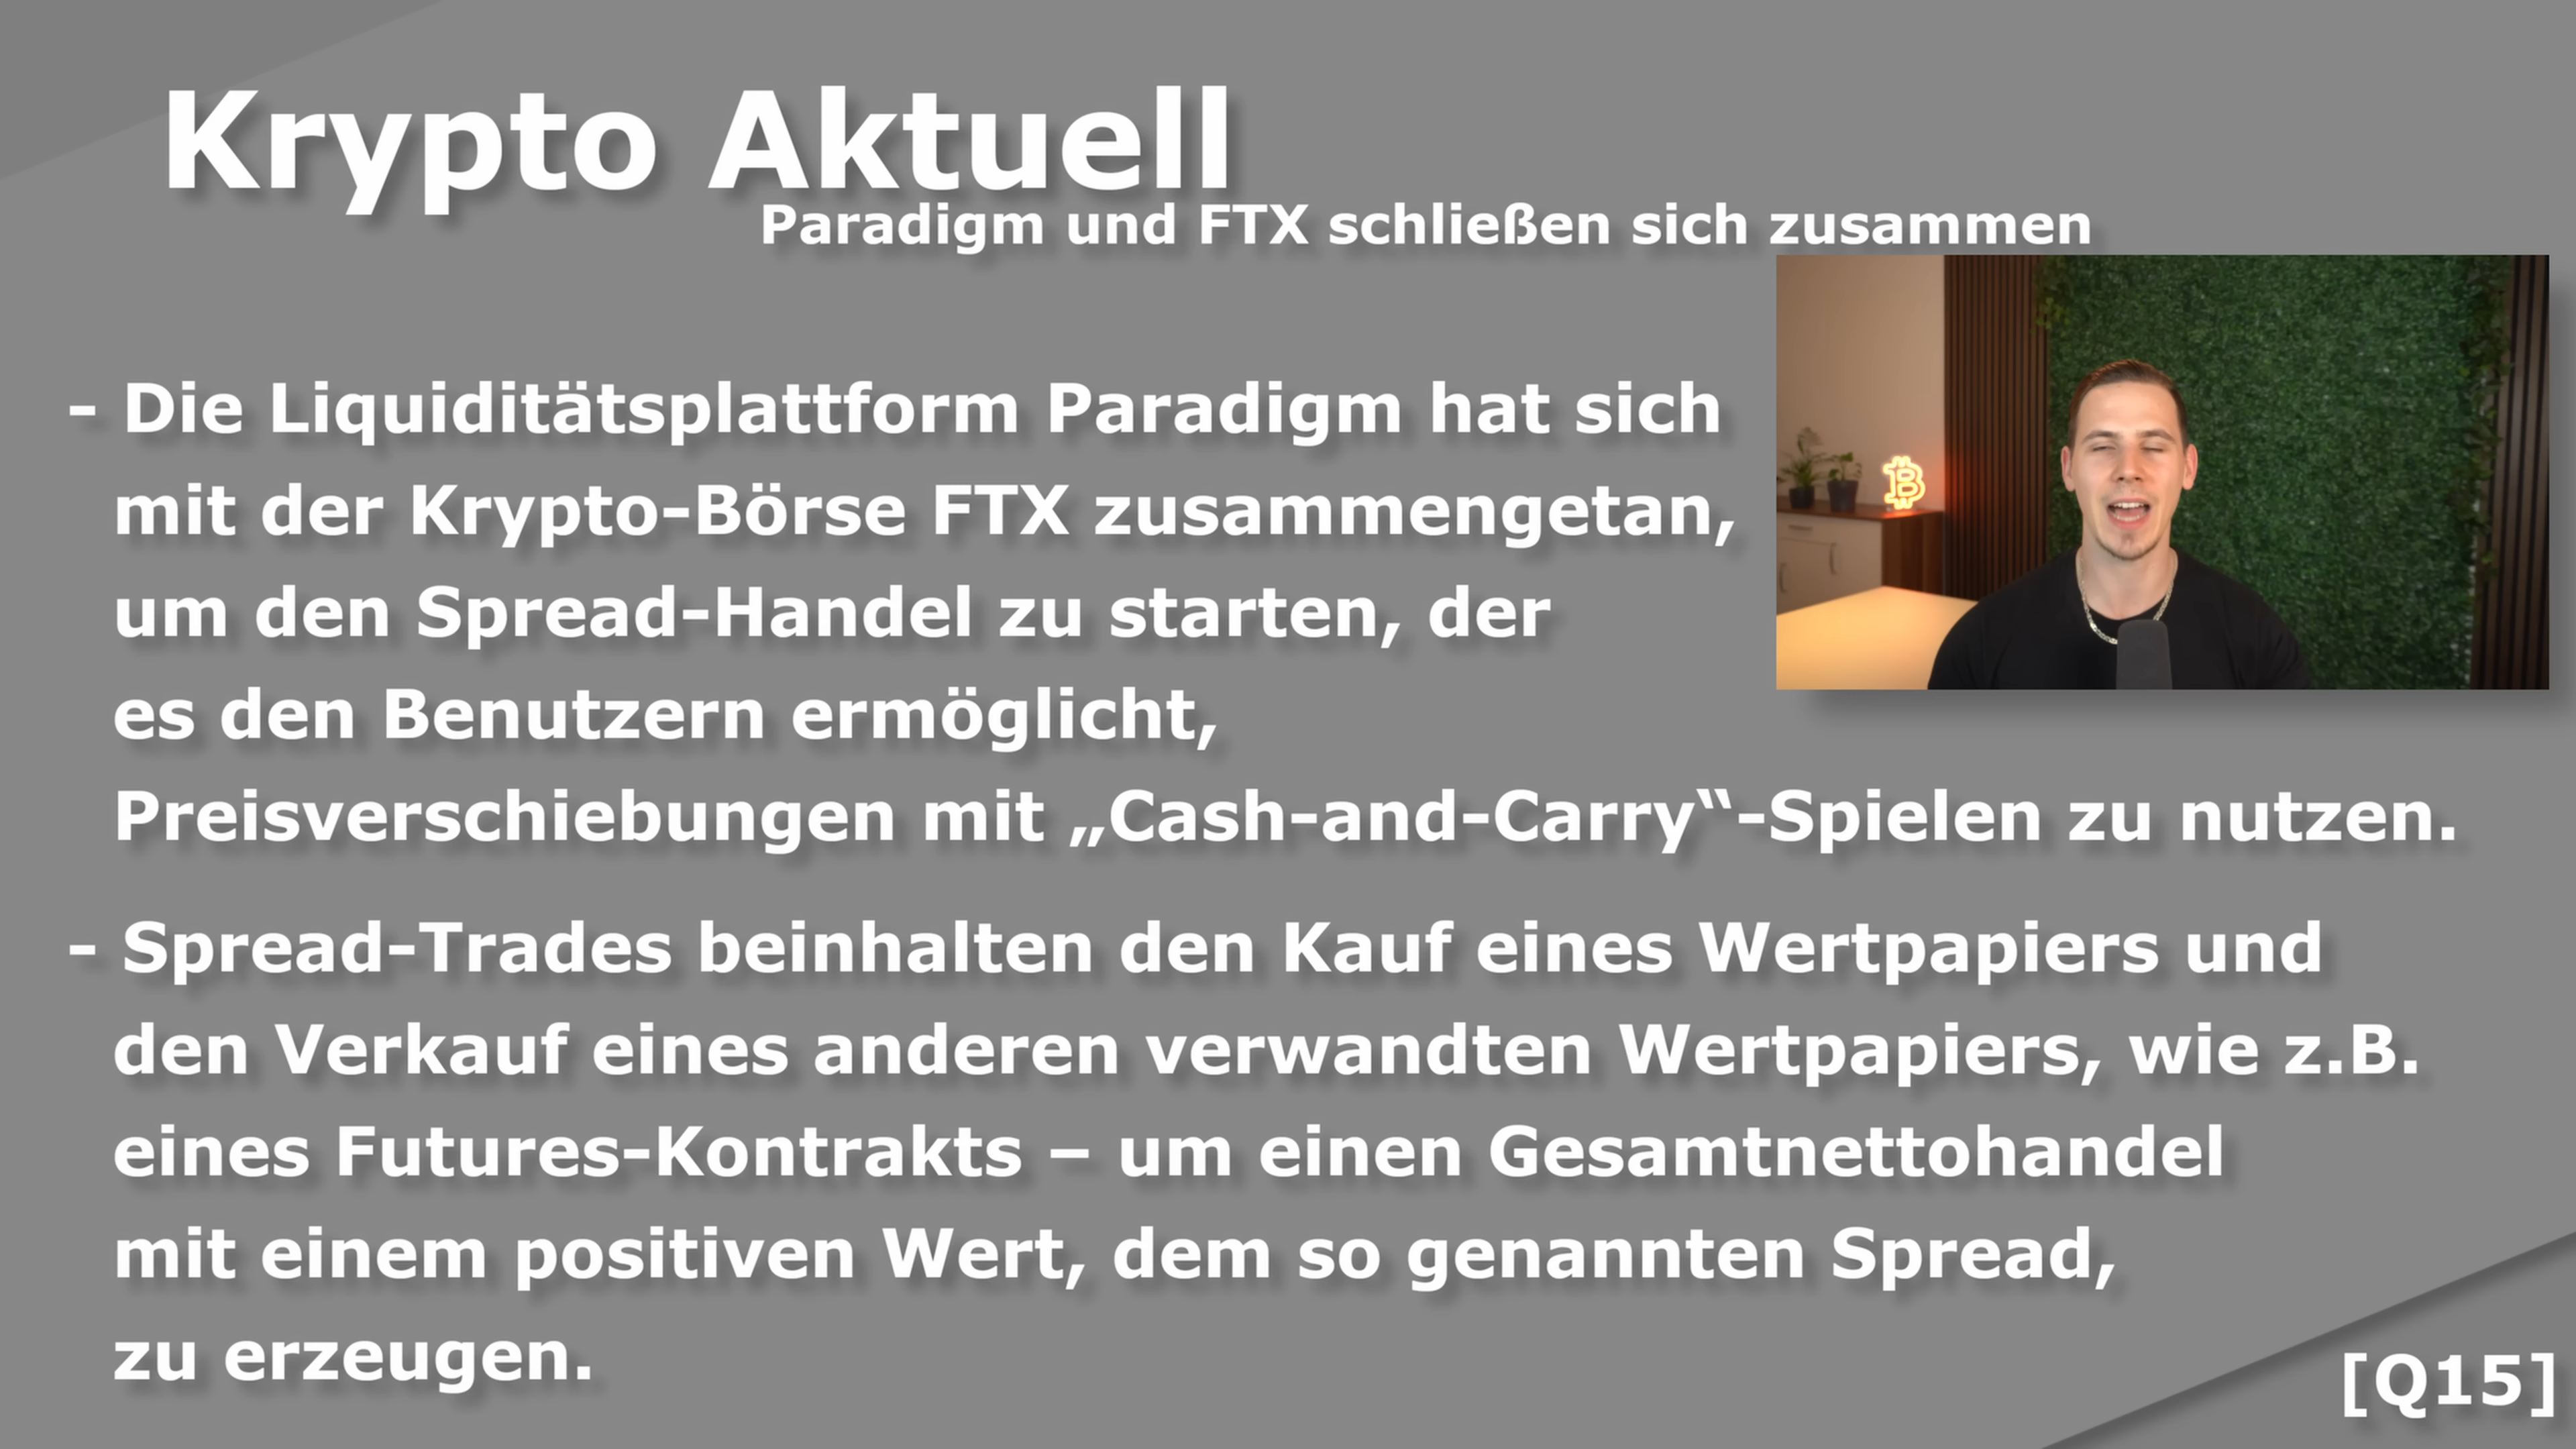 Krypto Aktuell
Paradigm und FTX schließen sich zusammen
- Die Liquiditätsplattform Paradigm hat sich
mit der Krypto-Börse FTX zusammengetan,
um den Spread-Handel zu starten, der
es den Benutzern ermöglicht,
Preisverschiebungen mit „Cash-and-Carry“-Spielen zu nutzen.
- Spread-Trades beinhalten den Kauf eines Wertpapiers und
den Verkauf eines anderen verwandten Wertpapiers, wie z.B.
eines Futures-Kontrakts – um einen Gesamtnettohandel
mit einem positiven Wert, dem so genannten Spread,
zu erzeugen.
[Q15]